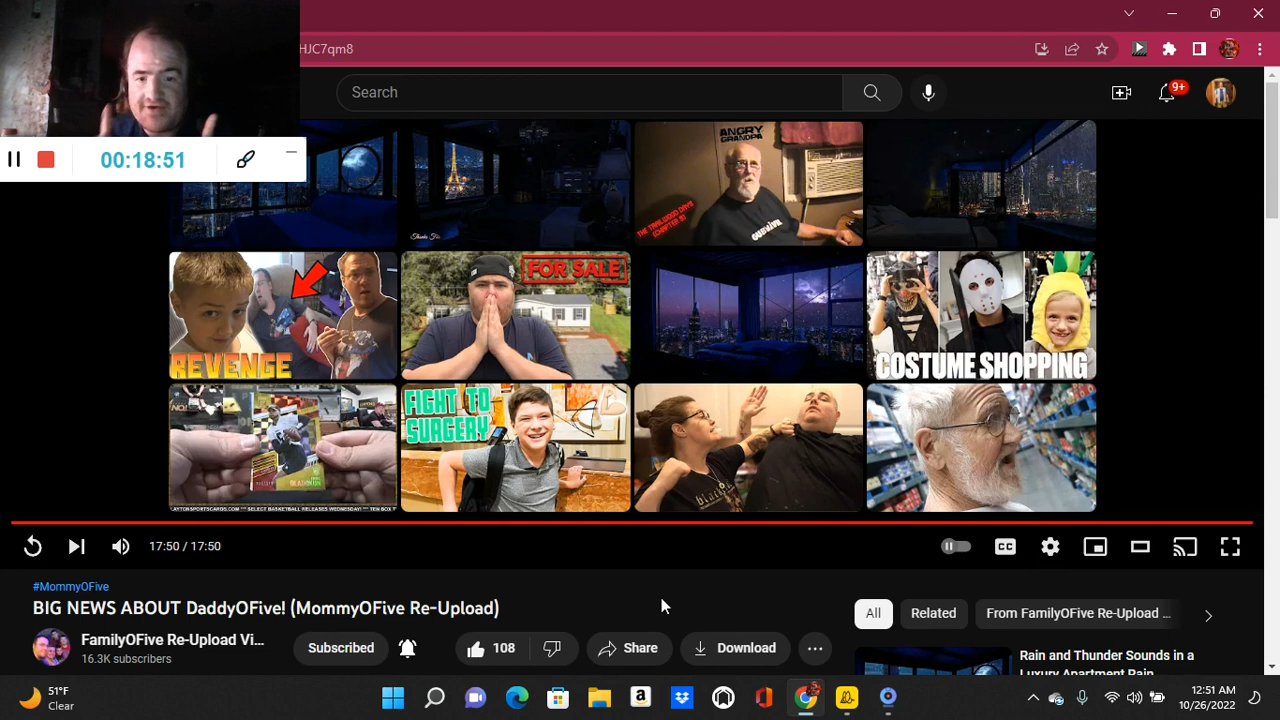 HJC7qm8
Search
9+
00:18:51
ANGRY
GRANDPA
REVENGE
FOR SALE
COSTUME SHOPPING
FIGHT TO
SURGERY
17:50 / 17:50
CC
#MommyOFive
BIG NEWS ABOUT DaddyOFive! (MommyOFive Re-Upload)
FamilyOFive Re-Upload Vi...
16.3K subscribers
Subscribed
108
Share
Download
All
Related
From FamilyOFive Re-Upload ...
Rain and Thunder Sounds in a
51°F
Clear
12:51 AM
10/26/2022